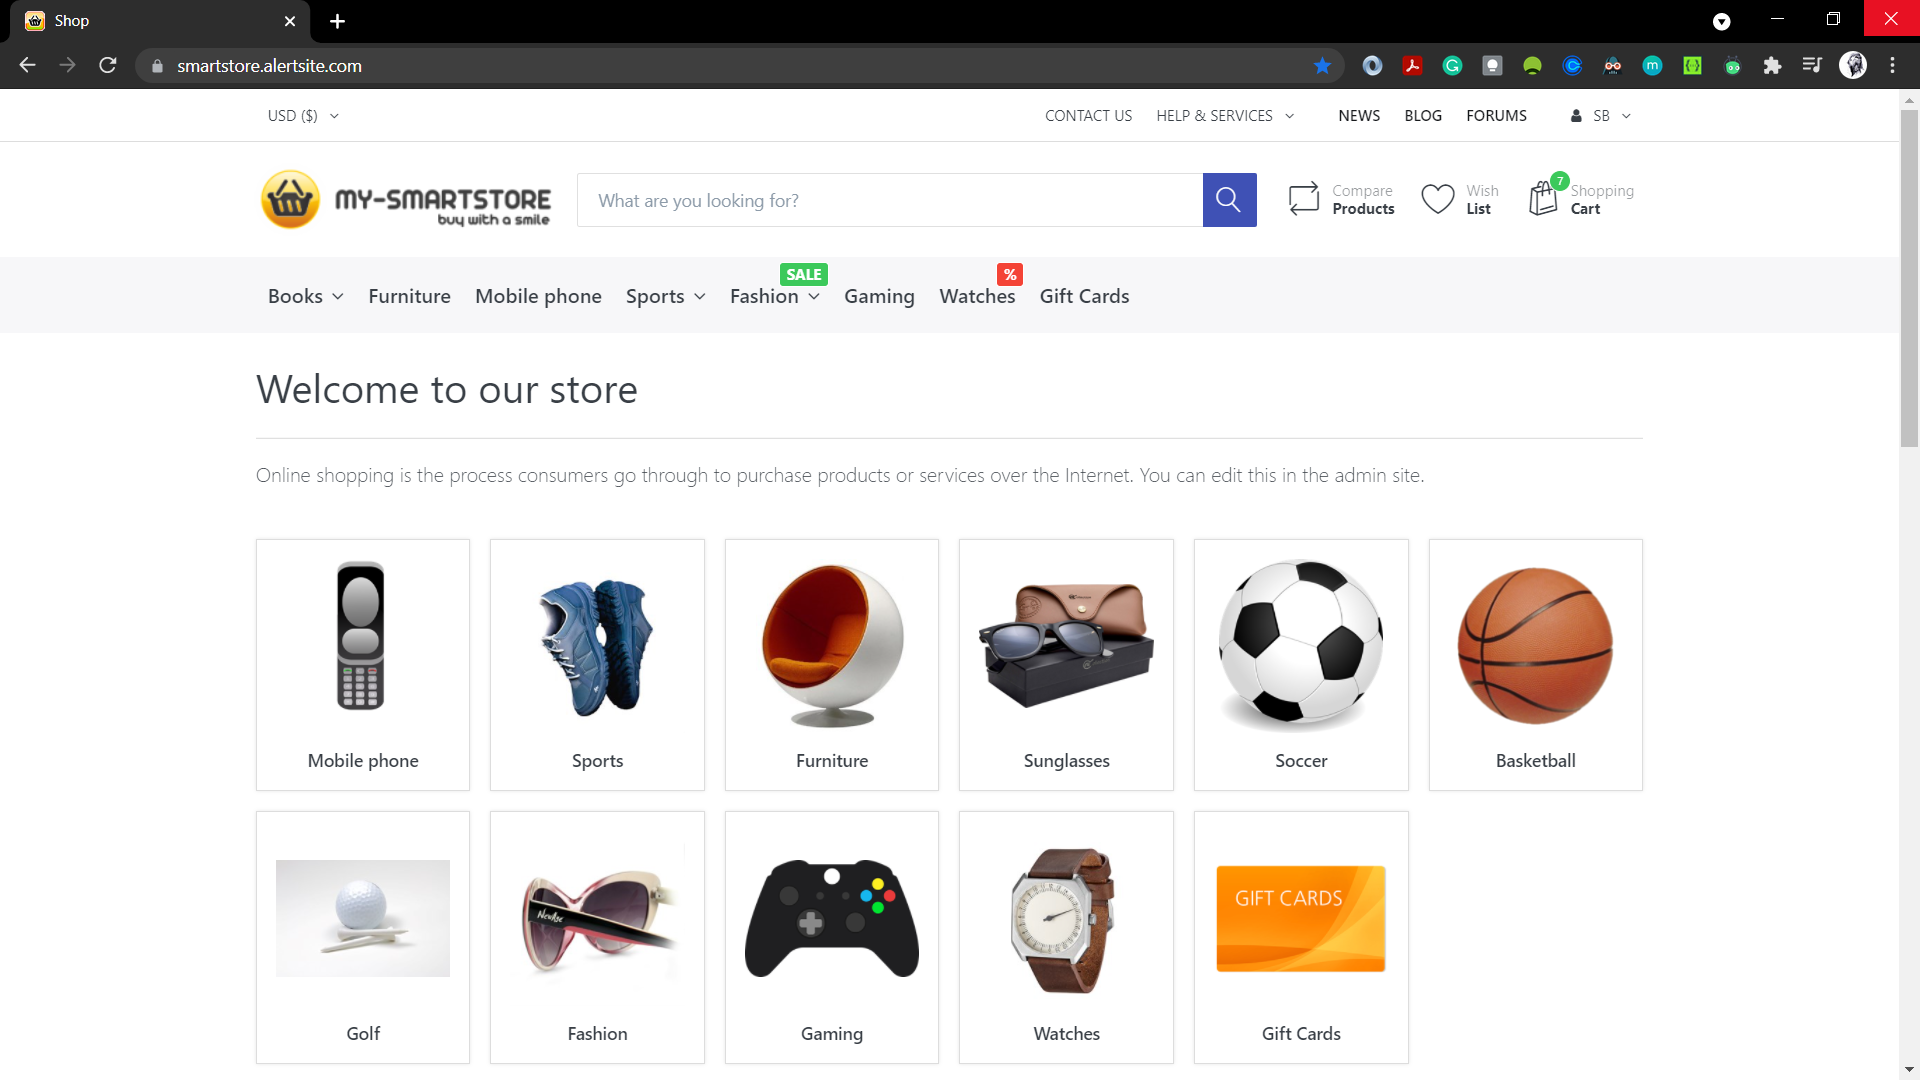 Shop
smartstore.alertsite.com
USD ($)
CONTACT US
HELP & SERVICES
NEWS
BLOG
FORUMS
SB
MY-SMARTSTORE
buy with a smile
What are you looking for?
Compare
Products
Wish
List
7
Shopping
Cart
SALE
%
Books
Furniture
Mobile phone
Sports
Fashion
Gaming
Watches
Gift Cards
Welcome to our store
Online shopping is the process consumers go through to purchase products or services over the Internet. You can edit this in the admin site.
Mobile phone
Sports
Furniture
Sunglasses
Soccer
Basketball
NewAge
GIFT CARDS
Golf
Fashion
Gaming
Watches
Gift Cards